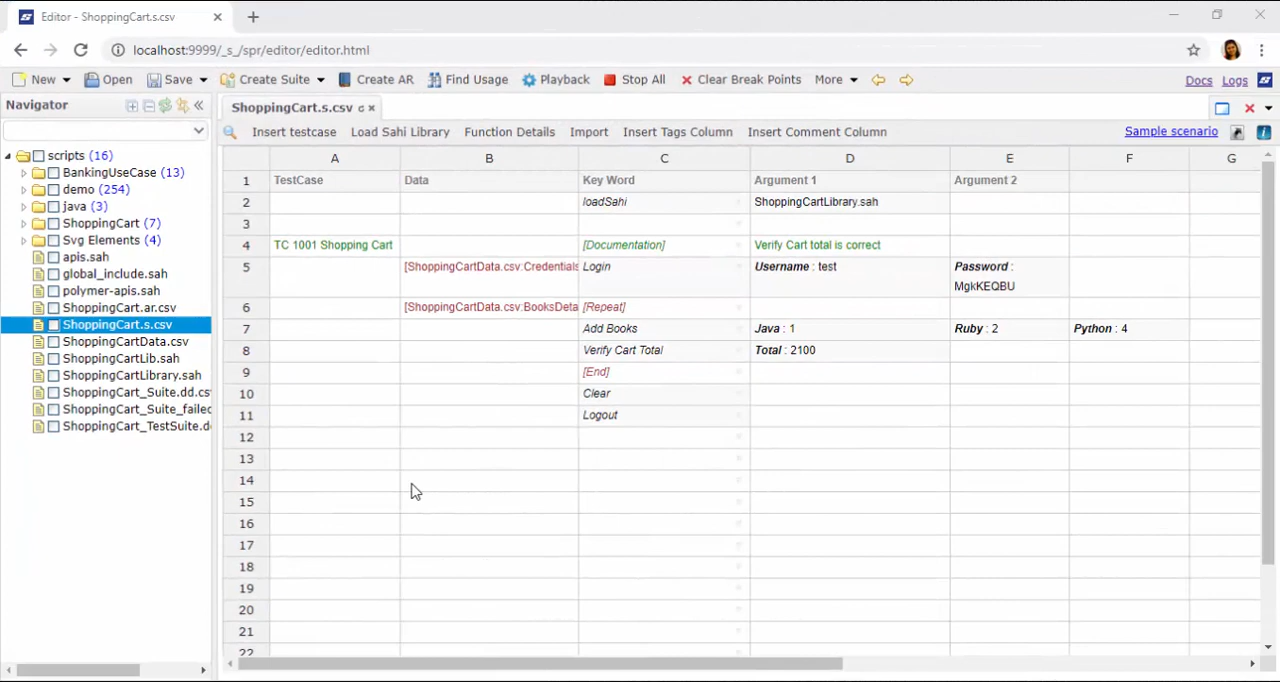 Editor - ShoppingCart.s.csv
localhost:9999/_s_/spr/editor/editor.html
New Open Save Create Suite Create AR Find Usage Playback Stop All Clear Break Points More Docs Logs
Navigator
ShoppingCart.s.csv
Insert testcase Load Sahi Library Function Details Import Insert Tags Column Insert Comment Column Sample scenario
scripts (16)
BankingUseCase (13)
demo (254)
java (3)
ShoppingCart (7)
Svg Elements (4)
apis.sah
global_include.sah
polymer-apis.sah
ShoppingCart.ar.csv
ShoppingCart.s.csv
ShoppingCartData.csv
ShoppingCartLib.sah
ShoppingCartLibrary.sah
ShoppingCart_Suite.dd.cs
ShoppingCart_Suite_failed
ShoppingCart_TestSuite.d
A B C D E F G
1 TestCase Data Key Word Argument 1 Argument 2
2 loadSahi ShoppingCartLibrary.sah
3
4 TC 1001 Shopping Cart [Documentation] Verify Cart total is correct
5 [ShoppingCartData.csv:Credentials Login Username : test Password : MgkKEQBU
6 [ShoppingCartData.csv:BooksDeta [Repeat]
7 Add Books Java : 1 Ruby : 2 Python : 4
8 Verify Cart Total Total : 2100
9 [End]
10 Clear
11 Logout
12
13
14
15
16
17
18
19
20
21
22